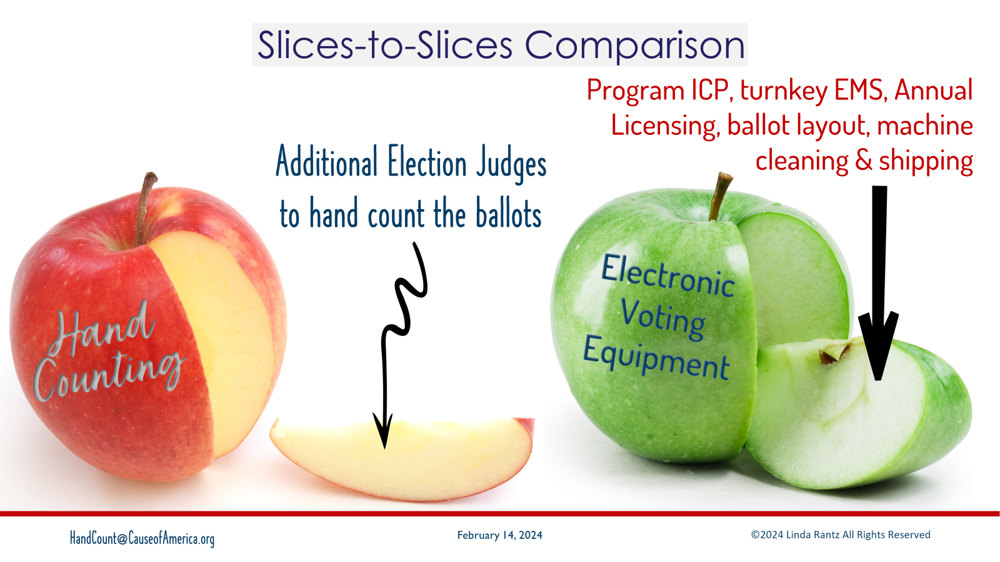 Slices-to-Slices Comparison
Program ICP, turnkey EMS, Annual
Licensing, ballot layout, machine
cleaning & shipping
Additional Election Judges
to hand count the ballots
Hand
Counting
Electronic
Voting
Equipment
HandCount@CauseofAmerica.org
February 14, 2024
©2024 Linda Rantz All Rights Reserved